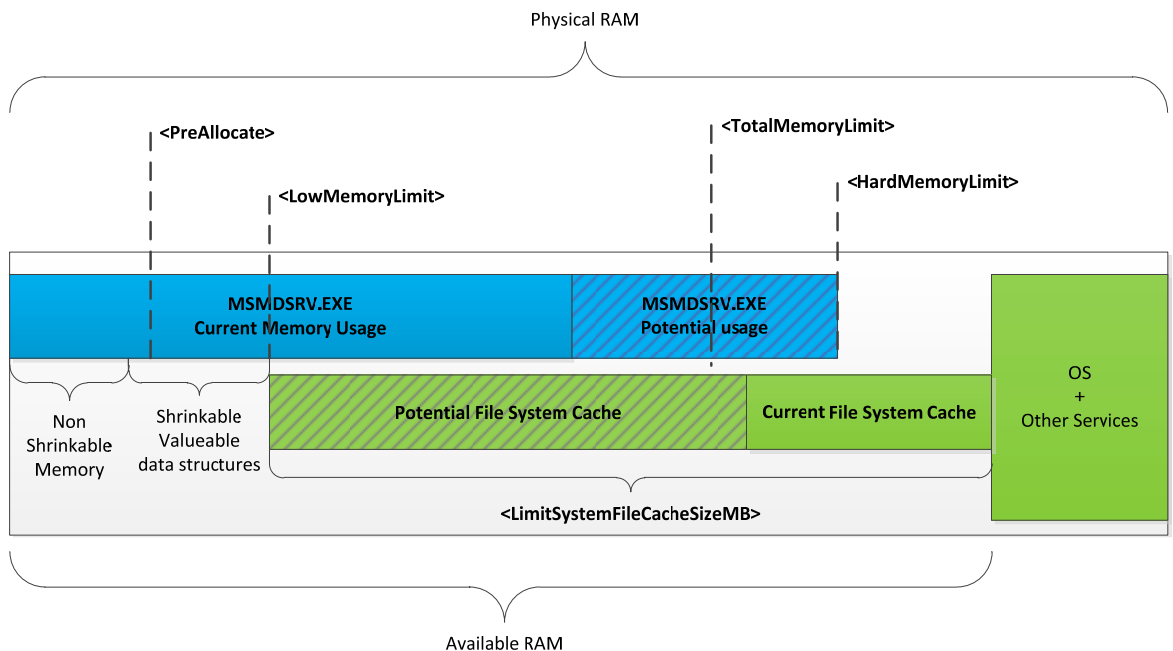 Physical RAM
<PreAllocate>
<TotalMemoryLimit>
<LowMemoryLimit>
<HardMemoryLimit>
MSMDSRV.EXE
Current Memory Usage
MSMDSRV.EXE
Potential usage
Non
Shrinkable
Memory
Shrinkable
Valueable
data structures
Potential File System Cache
Current File System Cache
OS
+
Other Services
<LimitSystemFileCacheSizeMB>
Available RAM